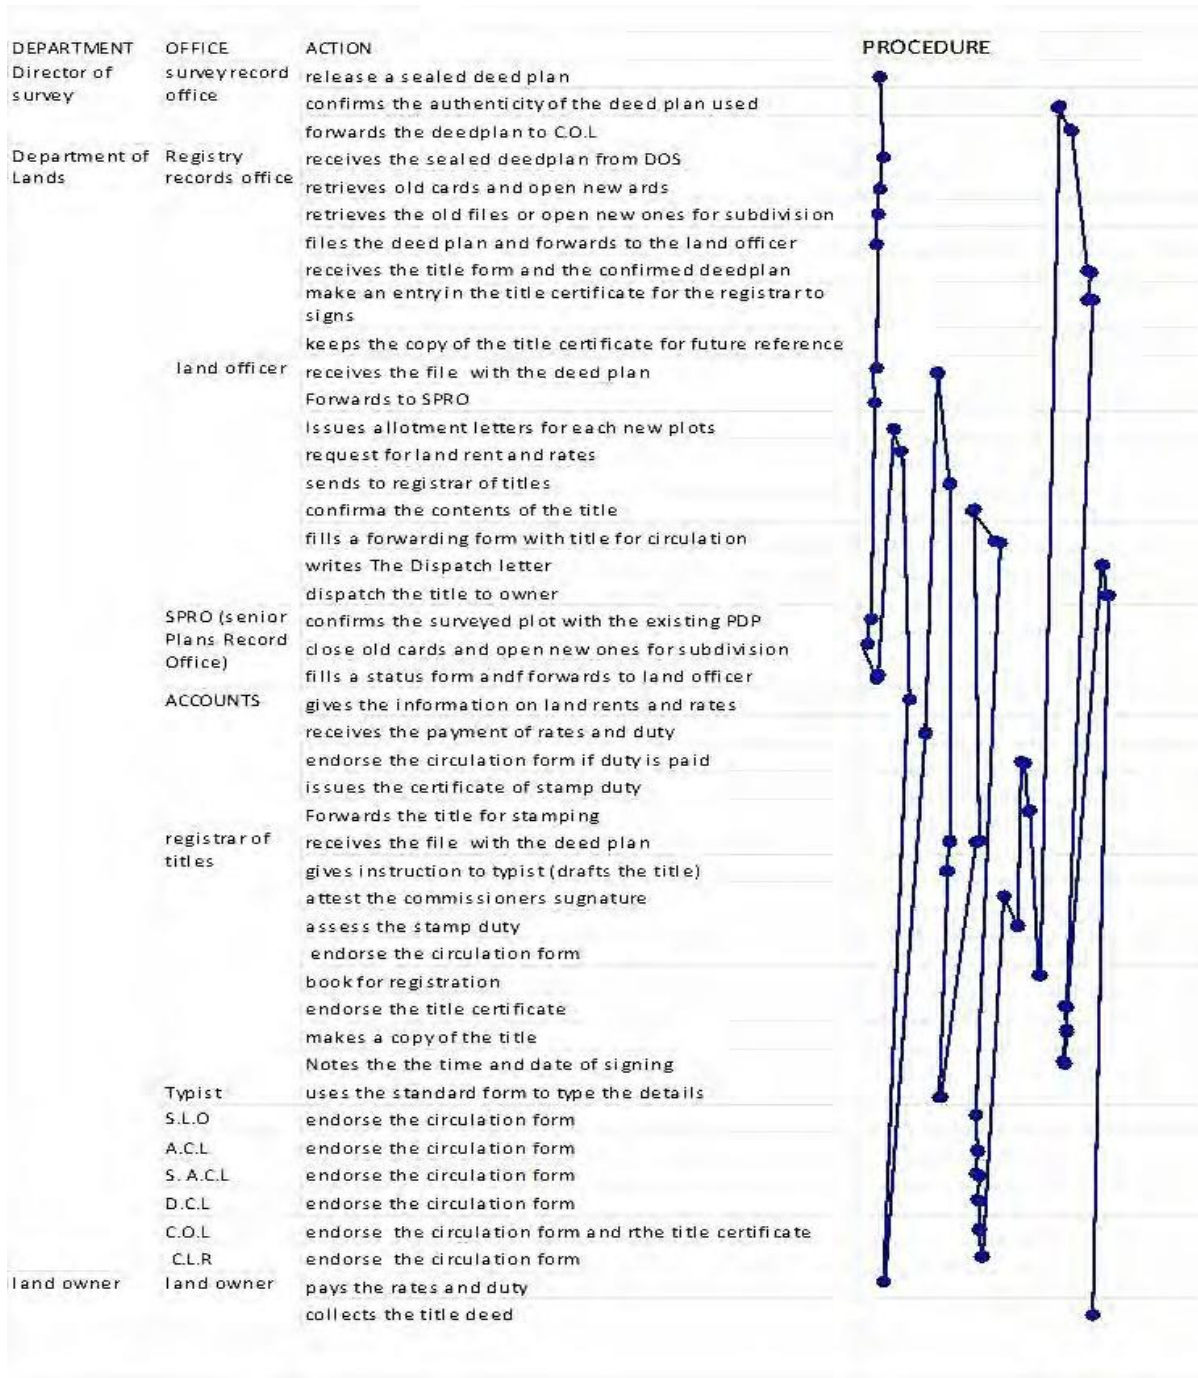 DEPARTMENT OFFICE ACTION PROCEDURE
Director of survey record release a sealed deed plan
survey office
confirms the authenticity of the deed plan used
forwards the deedplan to C.O.L
Department of Registry receives the sealed deedplan from DOS
Lands records office
retrieves old cards and open new ards
retrieves the old files or open new ones for subdivision
files the deed plan and forwards to the land officer
receives the title form and the confirmed deedplan
make an entry in the title certificate for the registrar to
signs
keeps the copy of the title certificate for future reference
land officer receives the file with the deed plan
Forwards to SPRO
Issues allotment letters for each new plots
request for land rent and rates
sends to registrar of titles
confirma the contents of the title
fills a forwarding form with title for circulation
writes The Dispatch letter
dispatch the title to owner
SPRO (senior confirms the surveyed plot with the existing PDP
Plans Record
Office) close old cards and open new ones for subdivision
fills a status form andf forwards to land officer
ACCOUNTS gives the information on land rents and rates
receives the payment of rates and duty
endorse the circulation form if duty is paid
issues the certificate of stamp duty
Forwards the title for stamping
registrar of receives the file with the deed plan
titles
gives instruction to typist (drafts the title)
attest the commissioners sugnature
assess the stamp duty
endorse the circulation form
book for registration
endorse the title certificate
makes a copy of the title
Notes the the time and date of signing
Typist uses the standard form to type the details
S.L.O endorse the circulation form
A.C.L endorse the circulation form
S. A.C.L endorse the circulation form
D.C.L endorse the circulation form
C.O.L endorse the circulation form and rthe title certificate
C.L.R endorse the circulation form
land owner land owner pays the rates and duty
collects the title deed